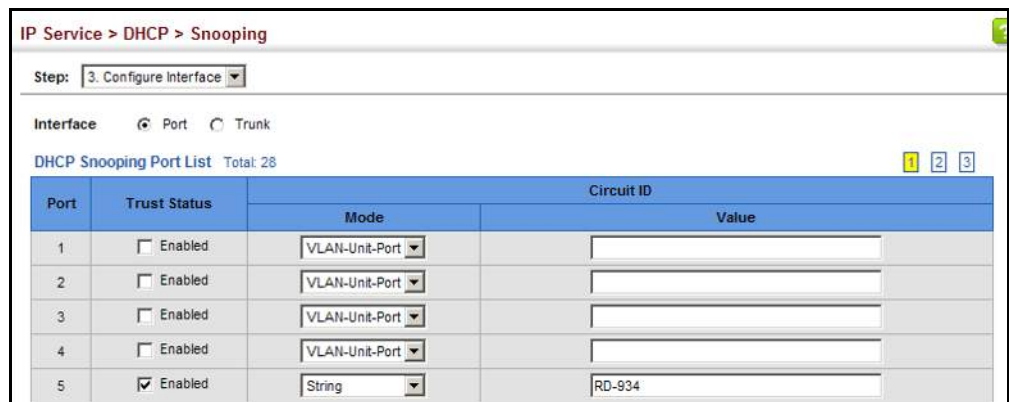 IP Service > DHCP > Snooping
?
Step: 3. Configure Interface
Interface Port Trunk
DHCP Snooping Port List Total: 28 1 2 3
Port Trust Status Circuit ID
Mode Value
1 Enabled VLAN-Unit-Port
2 Enabled VLAN-Unit-Port
3 Enabled VLAN-Unit-Port
4 Enabled VLAN-Unit-Port
5 Enabled String RD-934